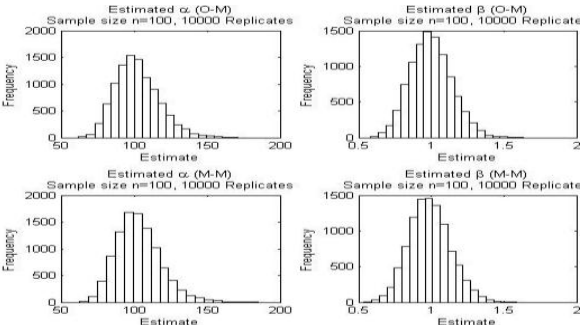 Estimated α (O-M)
Sample size n=100, 10000 Replicates
Frequency
2000
1500
1000
500
0
50
100
150
200
Estimate
Estimated β (O-M)
Sample size n=100, 10000 Replicates
Frequency
1500
1000
500
0
0.5
1
1.5
2
Estimate
Estimated α (M-M)
Sample size n=100, 10000 Replicates
Frequency
2000
1500
1000
500
0
50
100
150
200
Estimate
Estimated β (M-M)
Sample size n=100, 10000 Replicates
Frequency
1500
1000
500
0
0.5
1
1.5
2
Estimate